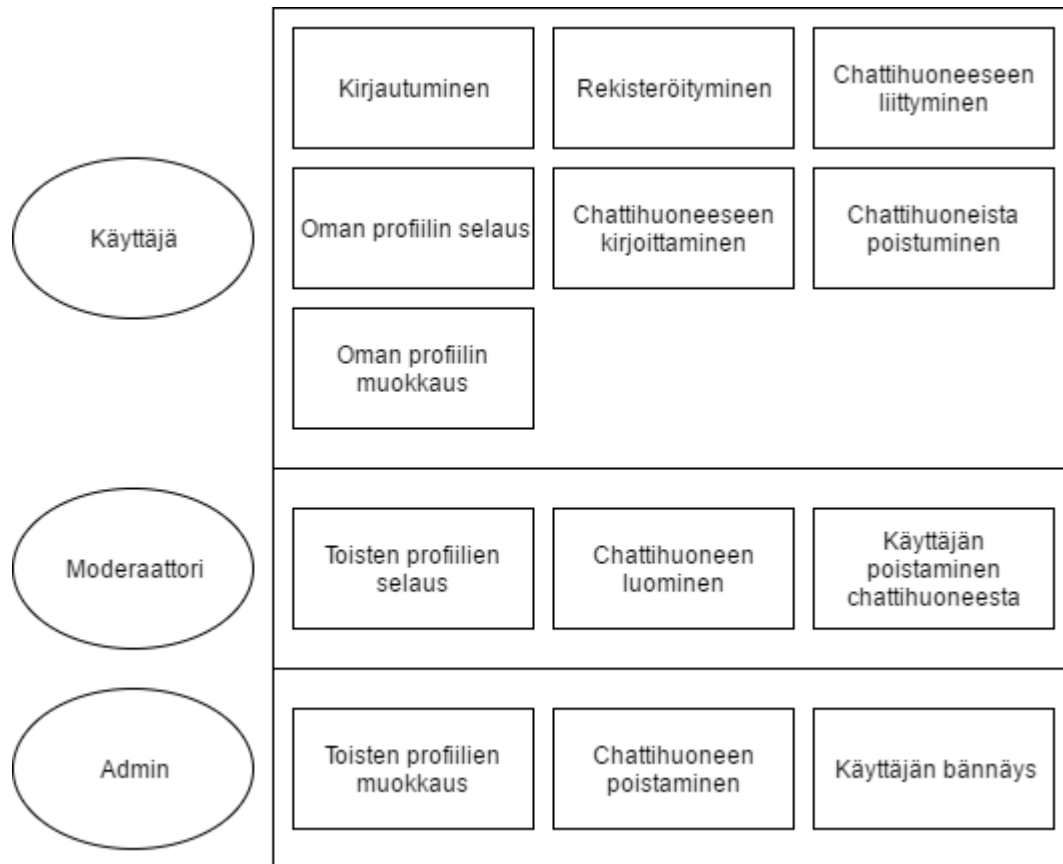 Käyttäjä
Kirjautuminen
Rekisteröityminen
Chattihuoneeseen
liittyminen
Oman profiilin selaus
Chattihuoneeseen
kirjoittaminen
Chattihuoneista
poistuminen
Oman profiilin
muokkaus
Moderaattori
Toisten profiilien
selaus
Chattihuoneen
luominen
Käyttäjän
poistaminen
chattihuoneesta
Admin
Toisten profiilien
muokkaus
Chattihuoneen
poistaminen
Käyttäjän bännäys